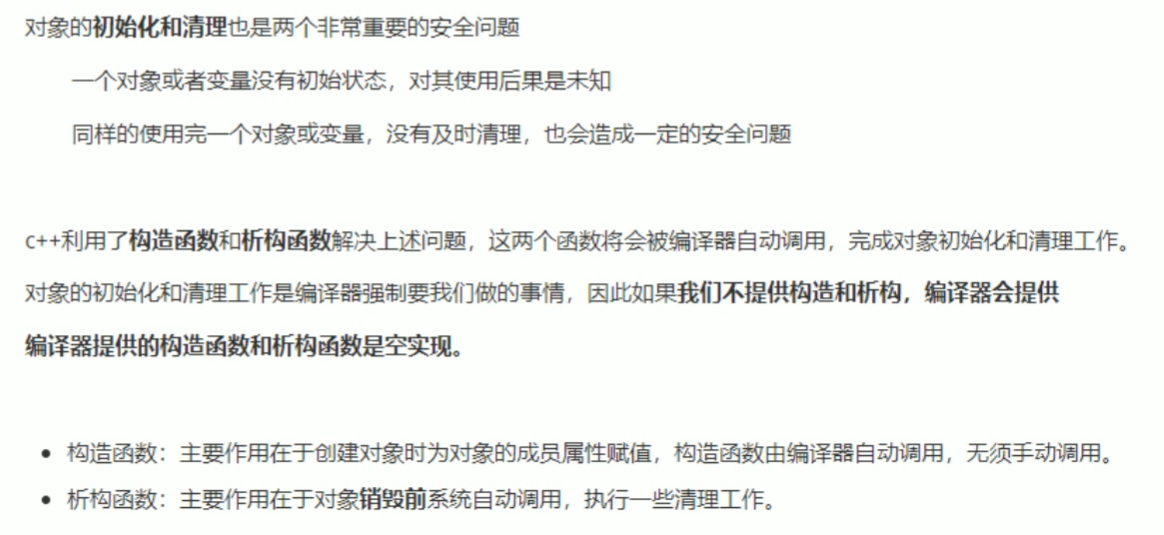 对象的初始化和清理也是两个非常重要的安全问题
一个对象或者变量没有初始状态，对其使用后果是未知
同样的使用完一个对象或变量，没有及时清理，也会造成一定的安全问题
c++利用了构造函数和析构函数解决上述问题，这两个函数将会被编译器自动调用，完成对象初始化和清理工作。
对象的初始化和清理工作是编译器强制要我们做的事情，因此如果我们不提供构造和析构，编译器会提供
编译器提供的构造函数和析构函数是空实现。
• 构造函数：主要作用在于创建对象时为对象的成员属性赋值，构造函数由编译器自动调用，无须手动调用。
• 析构函数：主要作用在于对象销毁前系统自动调用，执行一些清理工作。